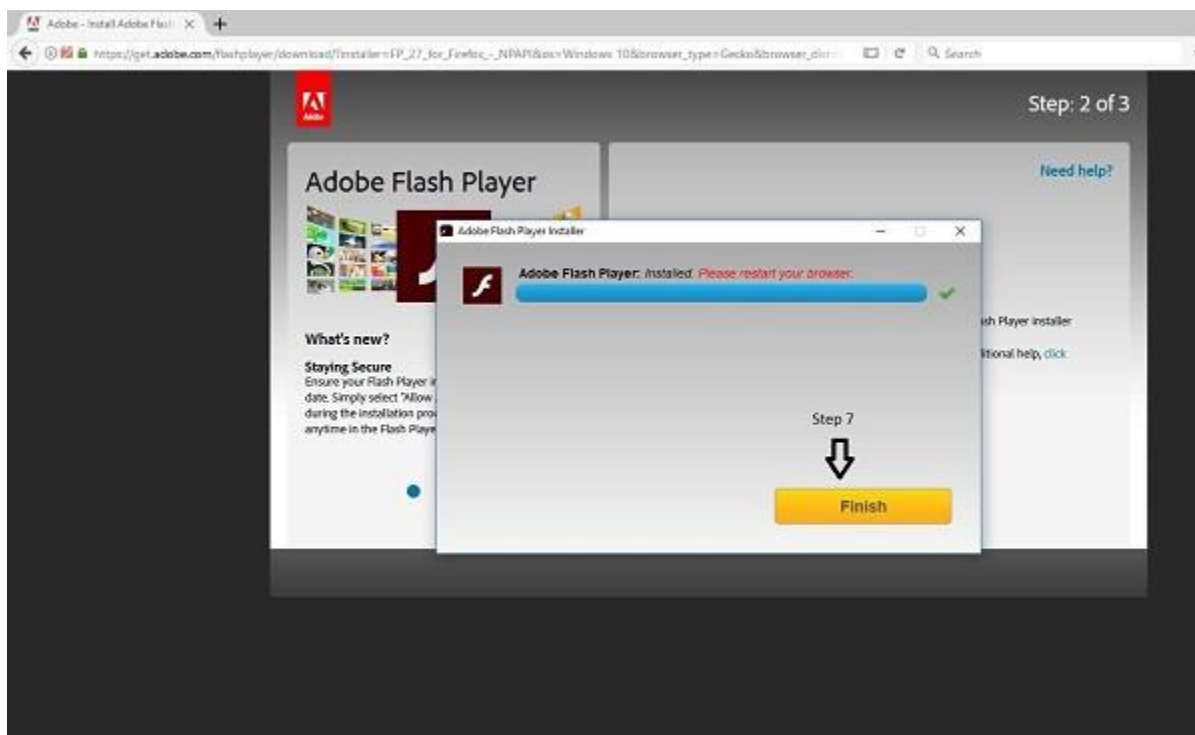 Adobe - Install Adobe Flas
https://get.adobe.com/flashplayer/download/?installer=FP_27_for_Firefox_-_NPAPI&os=Windows 10&browser_type=Gecko&browser_dist
Search
Adobe
Step: 2 of 3
Adobe Flash Player
Need help?
Adobe Flash Player Installer
Adobe Flash Player: Installed. Please restart your browser.
What's new?
Staying Secure
Ensure your Flash Player
date. Simply select "Allow
during the installation
anytime in the Flash Playe
sh Player installer
itional help, click
Step 7
Finish